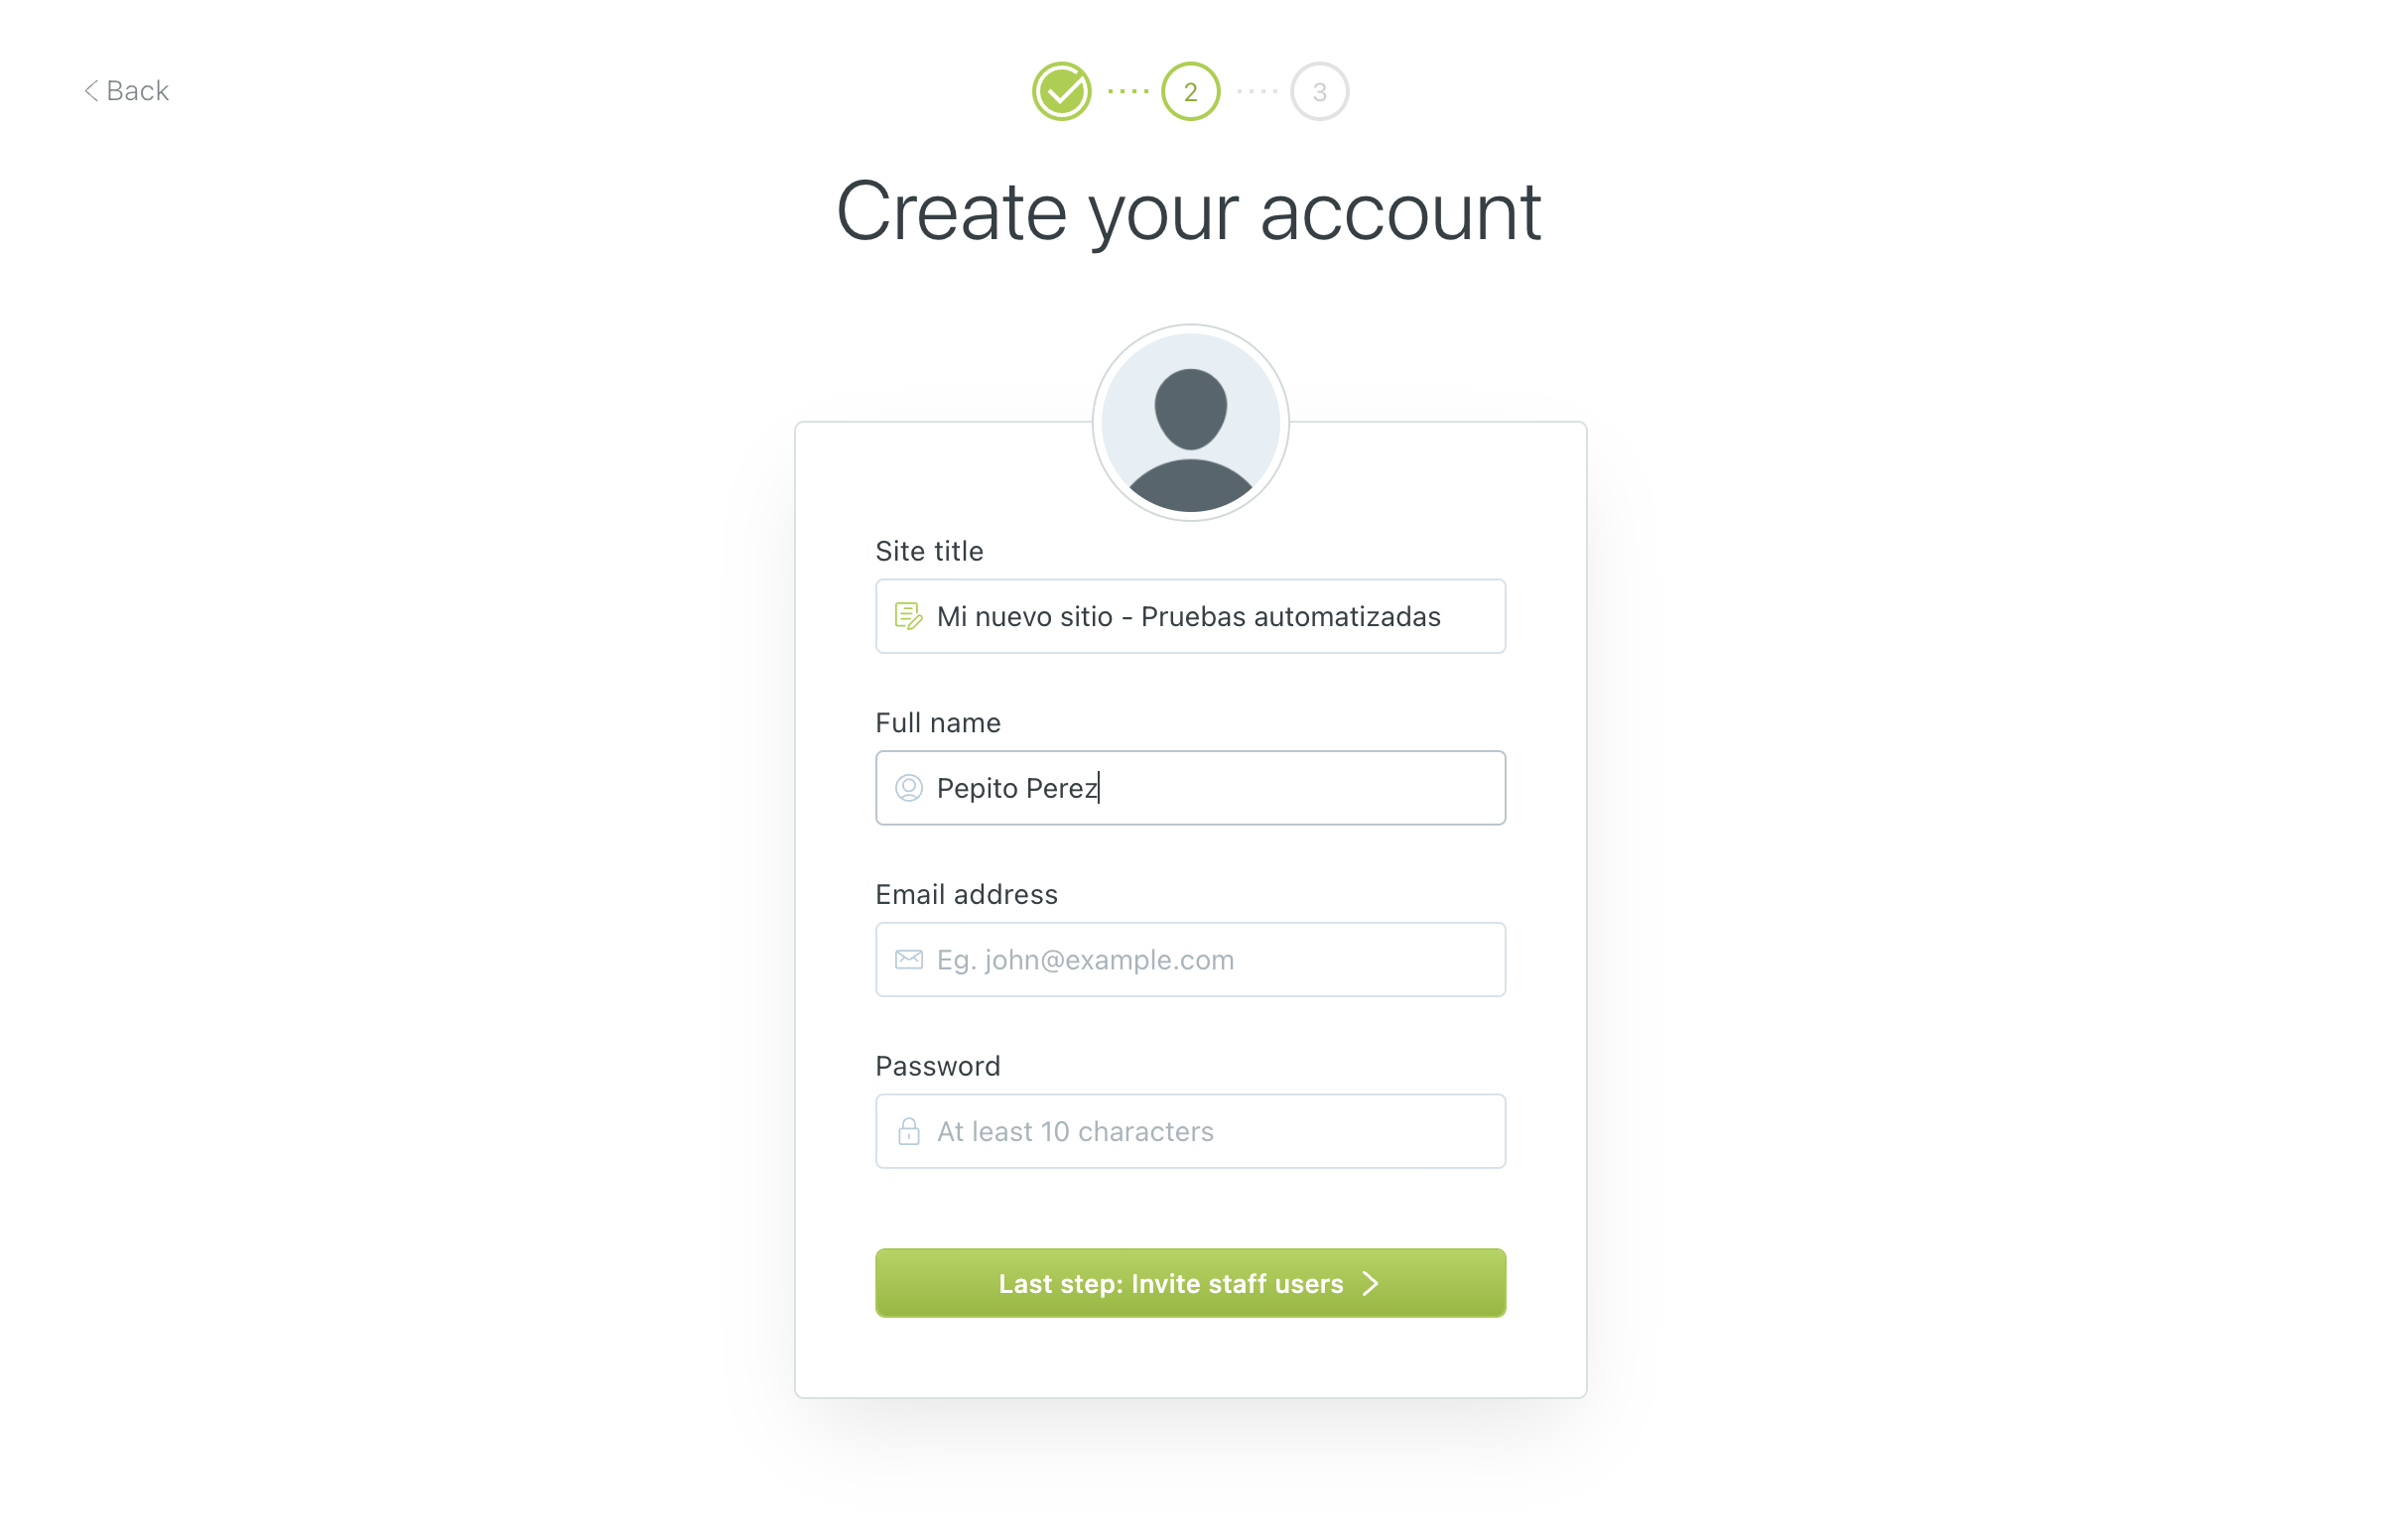 Back
2
3
Create your account
Site title
Mi nuevo sitio - Pruebas automatizadas
Full name
Pepito Perez
Email address
Eg. john@example.com
Password
At least 10 characters
Last step: Invite staff users